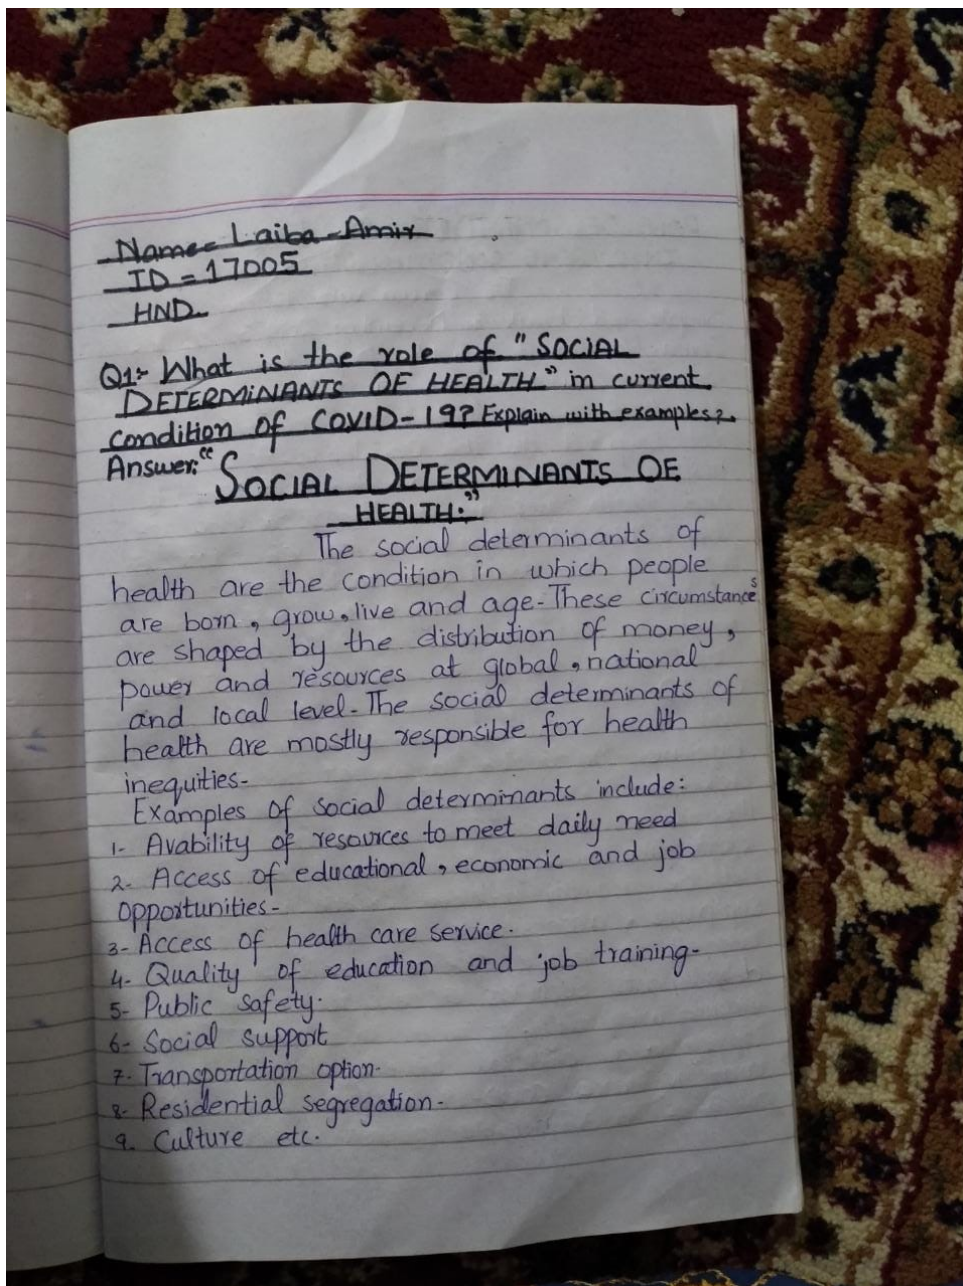 Name= Laiba Amir
ID = 17005
HND
Q1:- What is the role of "SOCIAL
DETERMINANTS OF HEALTH" in current
condition of COVID-19? Explain with examples?
Answer: "SOCIAL DETERMINANTS OF
HEALTH."
The social determinants of
health are the condition in which people
are born, grow, live and age- These circumstances
are shaped by the distribution of money,
power and resources at global, national
and local level- The social determinants of
health are mostly responsible for health
inequities-
Examples of social determinants include:
1- Avability of resources to meet daily need
2- Access of educational, economic and job
opportunities-
3- Access of health care service.
4- Quality of education and job training-
5- Public safety.
6- Social support
7- Transportation option-
8- Residential segregation-
9. Culture etc.